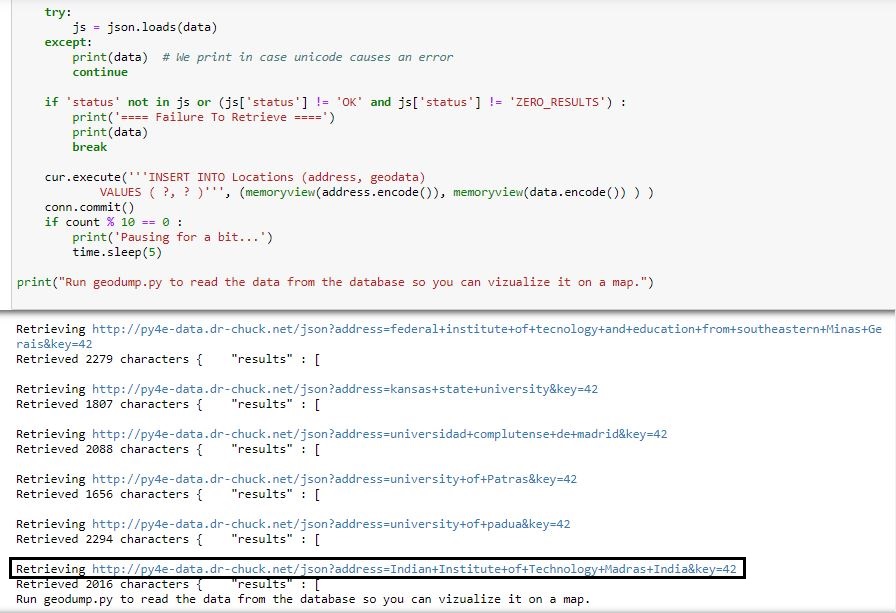 try:
js = json.loads(data)
except:
print(data)  # We print in case unicode causes an error
continue
if 'status' not in js or (js['status'] != 'OK' and js['status'] != 'ZERO_RESULTS') :
print('==== Failure To Retrieve ====')
print(data)
break
cur.execute('''INSERT INTO Locations (address, geodata)
VALUES ( ?, ? )''', (memoryview(address.encode()), memoryview(data.encode()) ) )
conn.commit()
if count % 10 == 0 :
print('Pausing for a bit...')
time.sleep(5)
print("Run geodump.py to read the data from the database so you can vizualize it on a map.")
Retrieving http://py4e-data.dr-chuck.net/json?address=federal+institute+of+tecnology+and+education+from+southeastern+Minas+Ge
rais&key=42
Retrieved 2279 characters {    "results" : [
Retrieving http://py4e-data.dr-chuck.net/json?address=kansas+state+university&key=42
Retrieved 1807 characters {    "results" : [
Retrieving http://py4e-data.dr-chuck.net/json?address=universidad+complutense+de+madrid&key=42
Retrieved 2088 characters {    "results" : [
Retrieving http://py4e-data.dr-chuck.net/json?address=university+of+Patras&key=42
Retrieved 1656 characters {    "results" : [
Retrieving http://py4e-data.dr-chuck.net/json?address=university+of+padua&key=42
Retrieved 2294 characters {    "results" : [
Retrieving http://py4e-data.dr-chuck.net/json?address=Indian+Institute+of+Technology+Madras+India&key=42
Retrieved 2016 characters {    "results" : [
Run geodump.py to read the data from the database so you can vizualize it on a map.